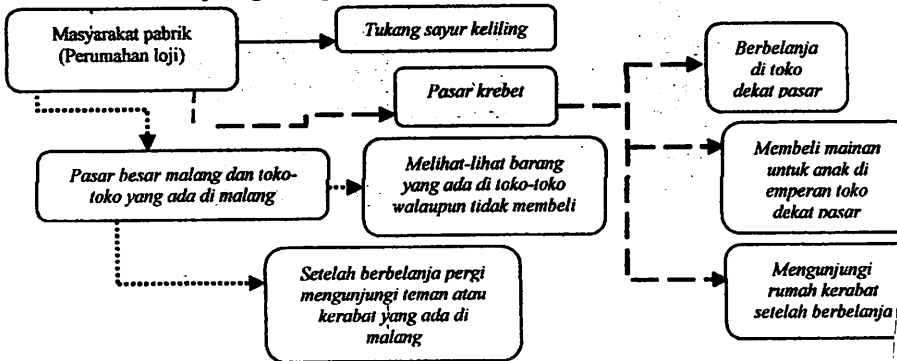 Masyarakat pabrik
(Perumahan loji)
Tukang sayur keliling
Pasar krebet
Berbelanja
di toko
dekat pasar
Pasar besar malang dan toko-
toko yang ada di malang
Melihat-lihat barang
yang ada di toko-toko
walaupun tidak membeli
Membeli mainan
untuk anak di
emperan toko
dekat pasar
Setelah berbelanja pergi
mengunjungi teman atau
kerabat yang ada di
malang
Mengunjungi
rumah kerabat
setelah berbelanja